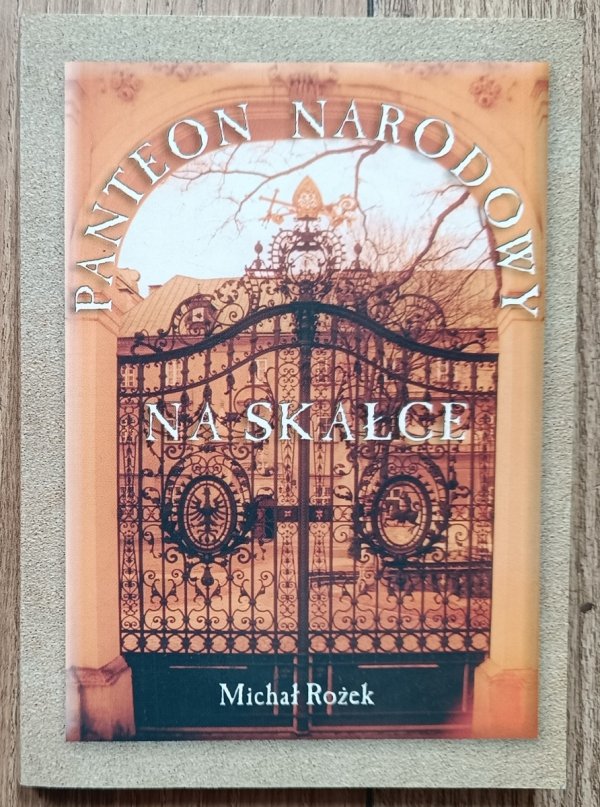 PANTEON NARODOWY
NA SKAŁCE
Michał Rożek